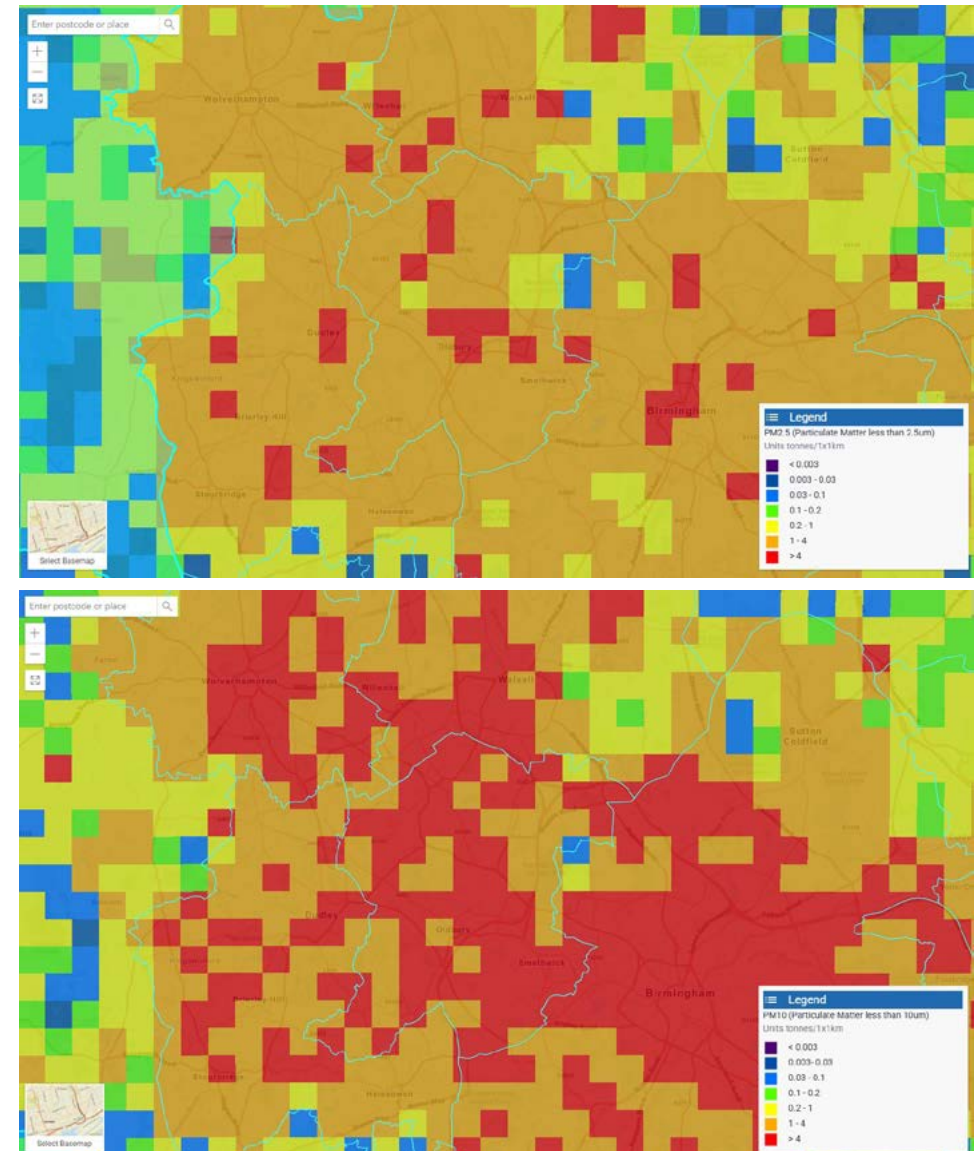 Enter postcode or place
Wolverhampton
Walsall
Sutton
Coldfield
Dudley
Oldbury
Smethwick
Kingswinford
Brierley Hill
Birmingham
Stourbridge
Halesowen
Select Basemap
Legend
PM2.5 (Particulate Matter less than 2.5um)
Units tonnes/1x1km
< 0.003
0.003 - 0.03
0.03 - 0.1
0.1 - 0.2
0.2 - 1
1 - 4
> 4
Enter postcode or place
Wolverhampton
Willenhall
Walsall
Sutton
Coldfield
Dudley
Oldbury
Smethwick
Kingswinford
Brierley Hill
Birmingham
Stourbridge
Halesowen
Select Basemap
Legend
PM10 (Particulate Matter less than 10um)
Units tonnes/1x1km
< 0.003
0.003- 0.03
0.03 - 0.1
0.1 - 0.2
0.2 - 1
1 - 4
> 4